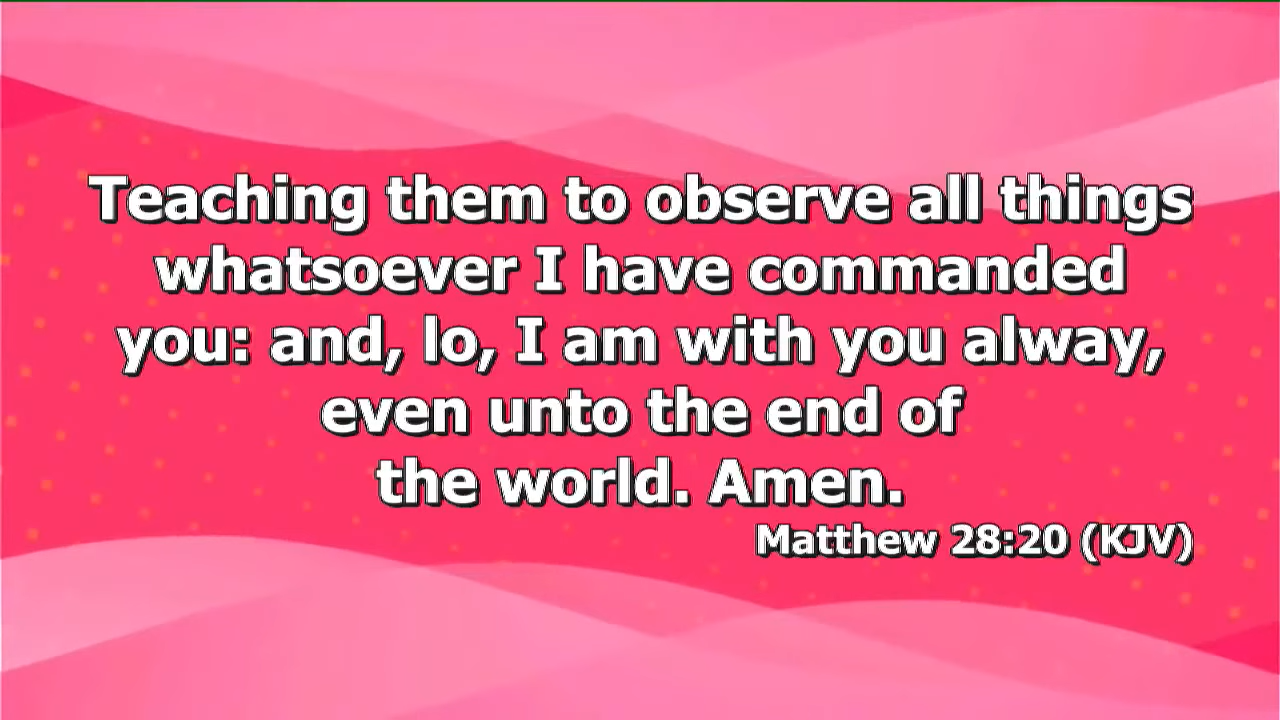 Teaching them to observe all things
whatsoever I have commanded
you: and, lo, I am with you alway,
even unto the end of
the world. Amen.
Matthew 28:20 (KJV)